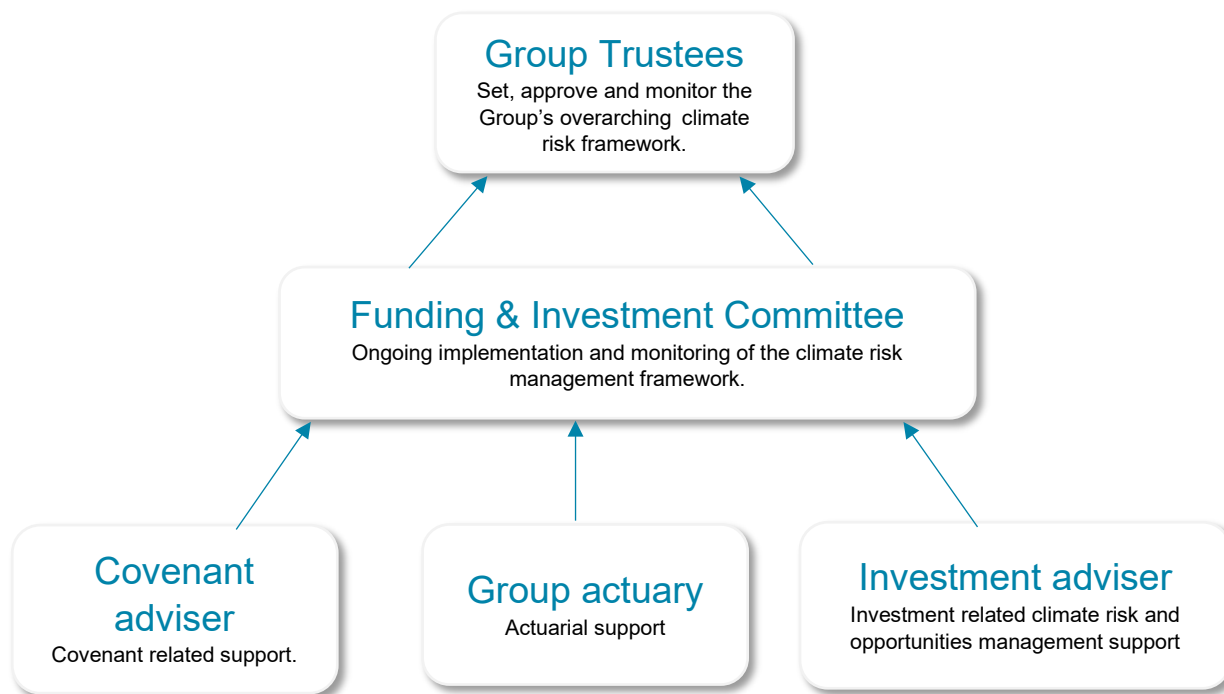 Group Trustees
Set, approve and monitor the
Group's overarching climate
risk framework.
Funding & Investment Committee
Ongoing implementation and monitoring of the climate risk
management framework.
Covenant
adviser
Covenant related support.
Group actuary
Actuarial support
Investment adviser
Investment related climate risk and
opportunities management support